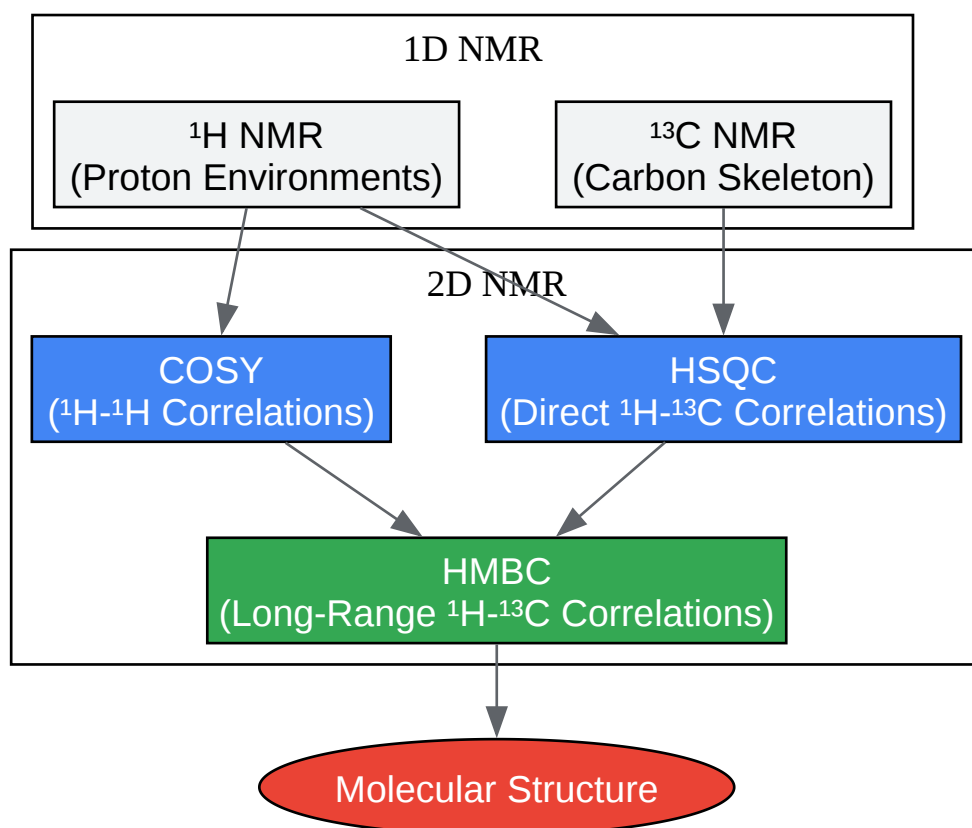 1D NMR
¹H NMR
(Proton Environments)
¹³C NMR
(Carbon Skeleton)
2D NMR
COSY
(¹H-¹H Correlations)
HSQC
(Direct ¹H-¹³C Correlations)
HMBC
(Long-Range ¹H-¹³C Correlations)
Molecular Structure